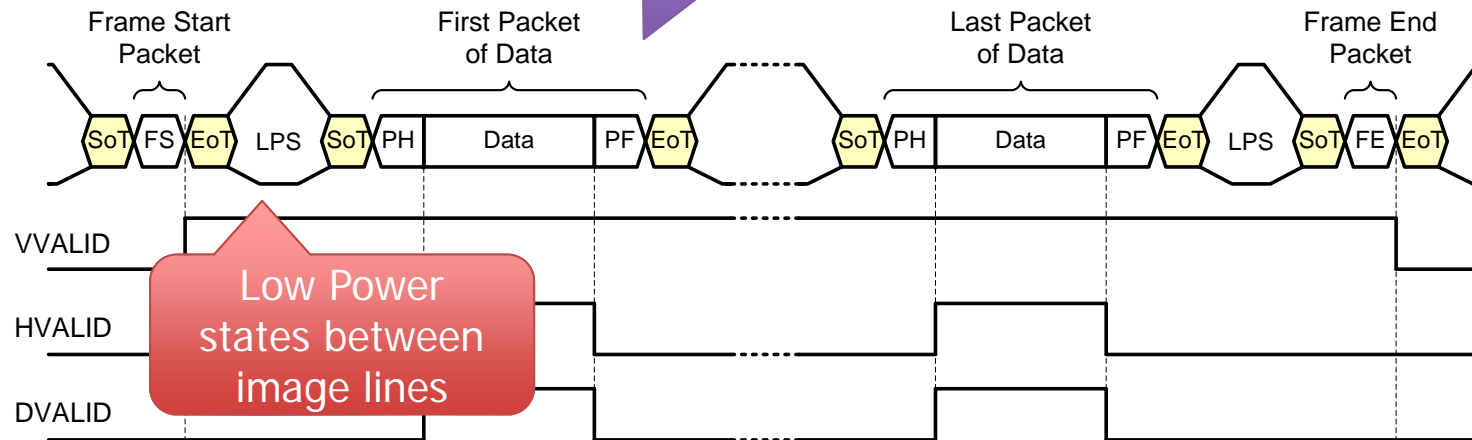 Frame Start
Packet
First Packet
of Data
Last Packet
of Data
Frame End
Packet
SoT FS EoT LPS SoT PH Data PF EoT SoT PH Data PF EoT LPS SoT FE EoT
VVALID
Low Power
states between
image lines
HVALID
DVALID